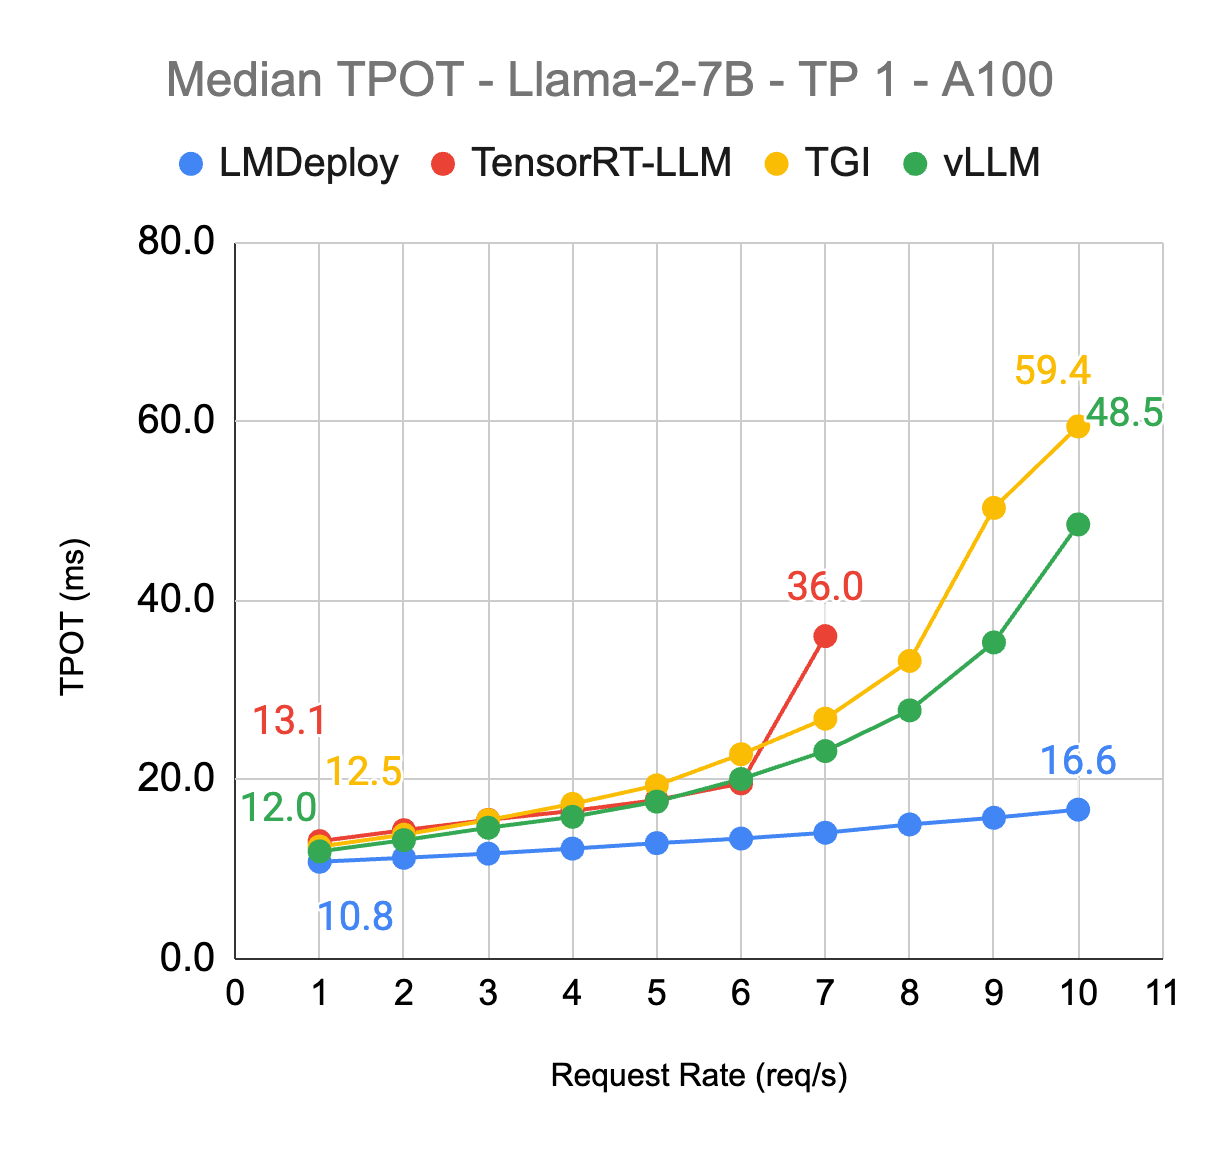 Median TPOT - Llama-2-7B - TP 1 - A100
LMDeploy TensorRT-LLM TGI vLLM
80.0
59.4
60.0
48.5
40.0
36.0
TPOT (ms)
13.1
16.6
12.5
20.0
12.0
10.8
0.0
0 1 2 3 4 5 6 7 8 9 10 11
Request Rate (req/s)